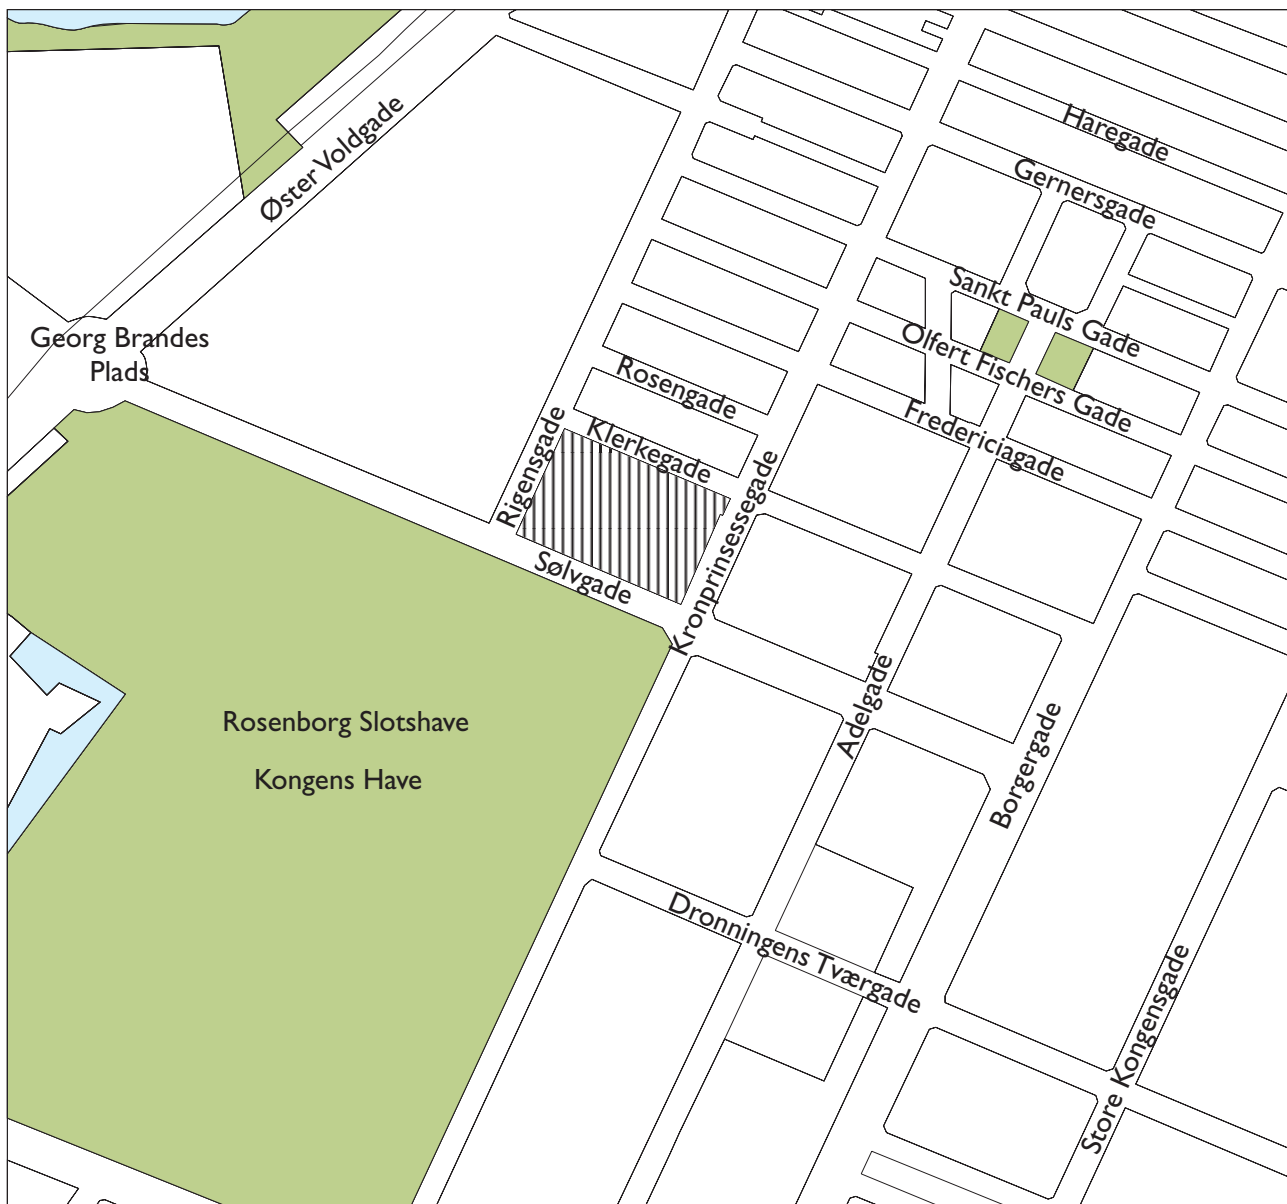 Haregade
Øster Voldgade
Gernersgade
Sankt Pauls Gade
Georg Brandes
Plads
Olfert Fischers Gade
Rosengade
Fredericiagade
Klerkegade
Rigensgade
Kronprinsessegade
Sølvgade
Adelgade
Rosenborg Slotshave
Kongens Have
Borgergade
Dronningens Tværgade
Store Kongensgade